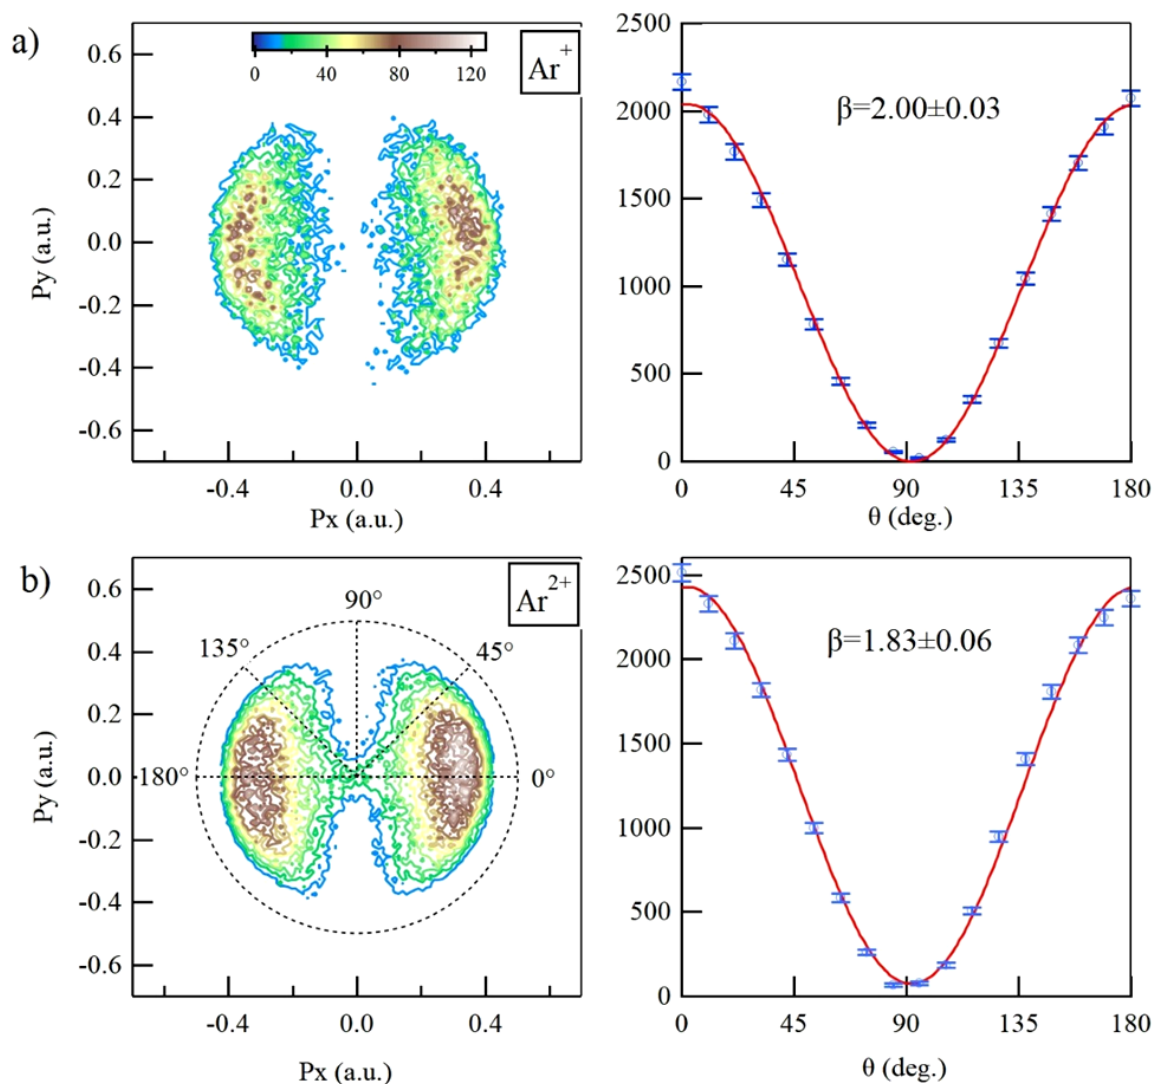 a)
0.6
0.4
0.2
0.0
-0.2
-0.4
-0.6
Py (a.u.)
0 40 80 120
Ar+
-0.4 0.0 0.4
Px (a.u.)
2500
2000
1500
1000
500
0
β=2.00±0.03
0 45 90 135 180
θ (deg.)
b)
0.6
0.4
0.2
0.0
-0.2
-0.4
-0.6
Py (a.u.)
Ar2+
90°
135° 45°
180° 0°
-0.4 0.0 0.4
Px (a.u.)
2500
2000
1500
1000
500
0
β=1.83±0.06
0 45 90 135 180
θ (deg.)